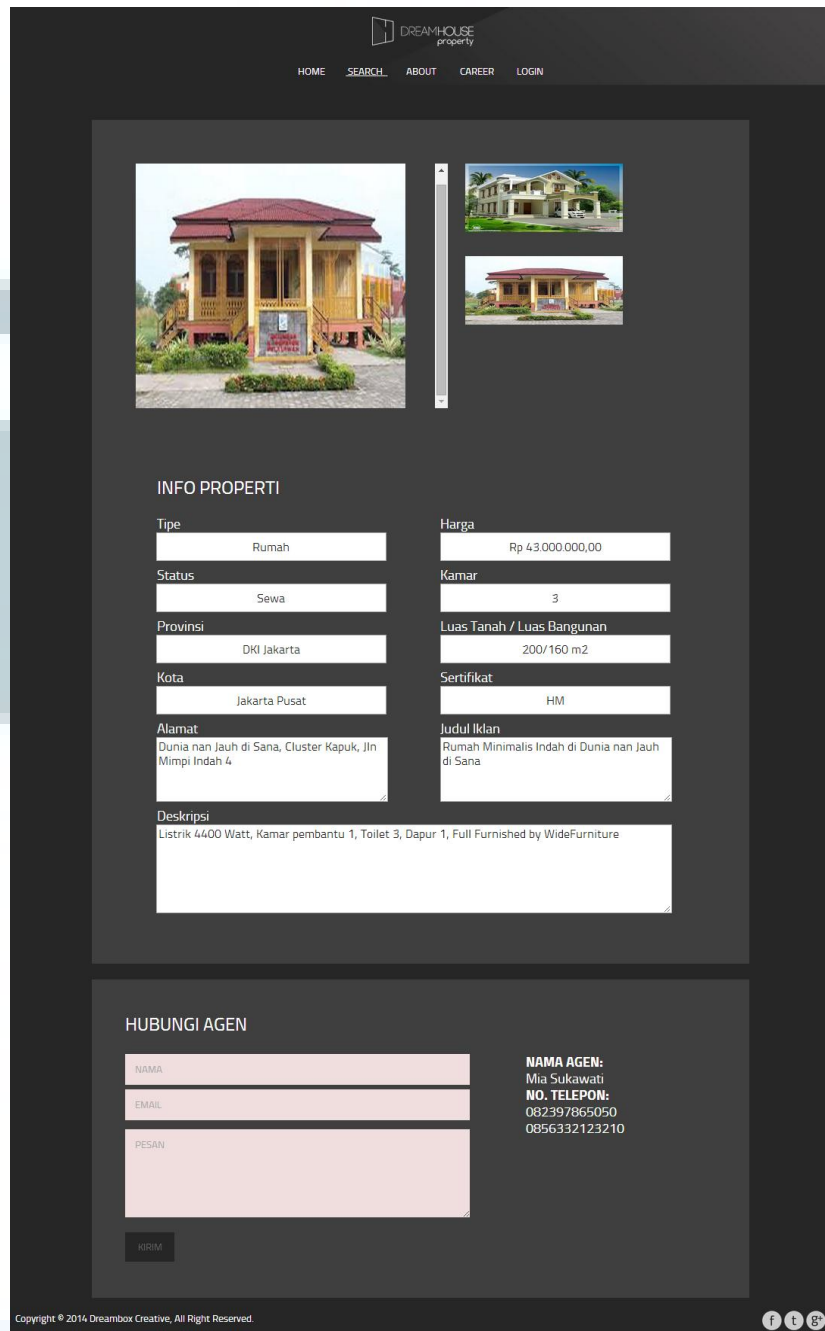 DREAMHOUSE
property
HOME SEARCH ABOUT CAREER LOGIN
INFO PROPERTI
Tipe
Rumah
Harga
Rp 43.000.000,00
Status
Sewa
Kamar
3
Provinsi
DKI Jakarta
Luas Tanah / Luas Bangunan
200/160 m2
Kota
Jakarta Pusat
Sertifikat
HM
Alamat
Dunia nan Jauh di Sana, Cluster Kapuk, Jln
Mimpi Indah 4
Judul Iklan
Rumah Minimalis Indah di Dunia nan Jauh
di Sana
Deskripsi
Listrik 4400 Watt, Kamar pembantu 1, Toilet 3, Dapur 1, Full Furnished by WideFurniture
HUBUNGI AGEN
NAMA
EMAIL
PESAN
KIRIM
NAMA AGEN:
Mia Sukawati
NO. TELEPON:
082397865050
0856332123210
Copyright © 2014 Dreambox Creative, All Right Reserved.
f t g+